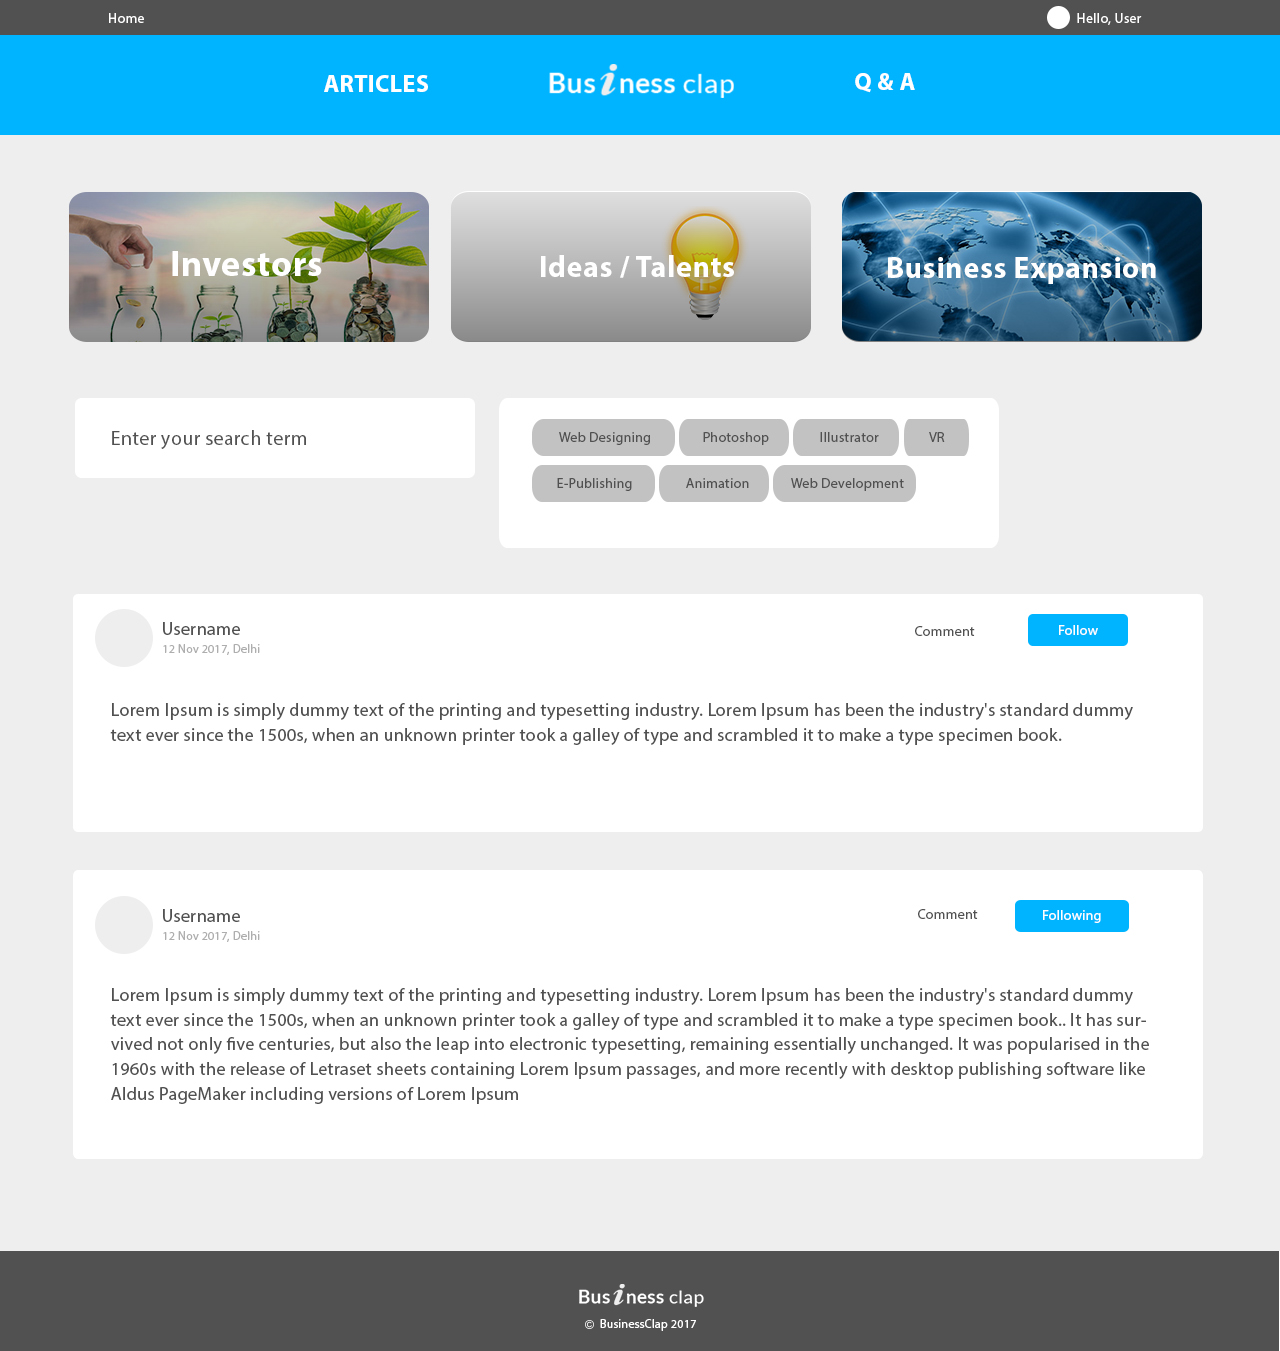 Home
Hello, User
ARTICLES
Business clap
Q & A
Investors
Ideas / Talents
Business Expansion
Enter your search term
Web Designing
Photoshop
Illustrator
VR
E-Publishing
Animation
Web Development
Username
12 Nov 2017, Delhi
Comment
Follow
Lorem Ipsum is simply dummy text of the printing and typesetting industry. Lorem Ipsum has been the industry's standard dummy
text ever since the 1500s, when an unknown printer took a galley of type and scrambled it to make a type specimen book.
Username
12 Nov 2017, Delhi
Comment
Following
Lorem Ipsum is simply dummy text of the printing and typesetting industry. Lorem Ipsum has been the industry's standard dummy
text ever since the 1500s, when an unknown printer took a galley of type and scrambled it to make a type specimen book.. It has sur-
vived not only five centuries, but also the leap into electronic typesetting, remaining essentially unchanged. It was popularised in the
1960s with the release of Letraset sheets containing Lorem Ipsum passages, and more recently with desktop publishing software like
Aldus PageMaker including versions of Lorem Ipsum
Business clap
© BusinessClap 2017